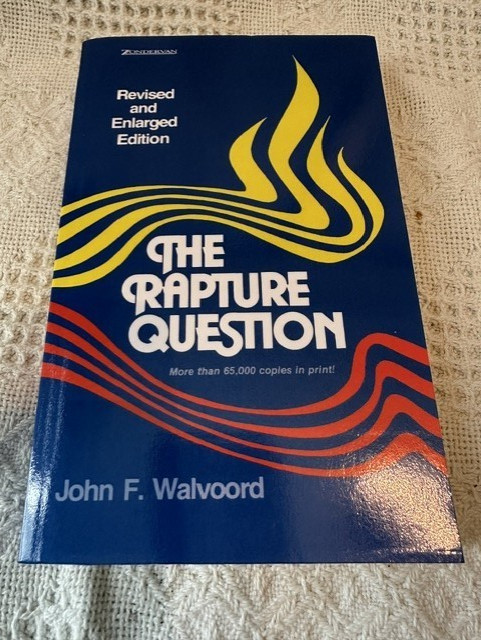 ZONDERVAN
Revised
and
Enlarged
Edition
THE
RAPTURE
QUESTION
More than 65,000 copies in print!
John F. Walvoord